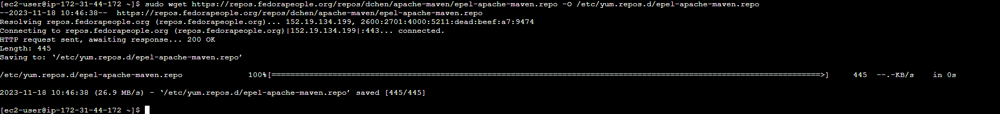 [ec2-user@ip-172-31-44-172 ~]$ sudo wget https://repos.fedorapeople.org/repos/dchen/apache-maven/epel-apache-maven.repo -O /etc/yum.repos.d/epel-apache-maven.repo
--2023-11-18 10:46:38--  https://repos.fedorapeople.org/repos/dchen/apache-maven/epel-apache-maven.repo
Resolving repos.fedorapeople.org (repos.fedorapeople.org)... 152.19.134.199, 2600:2701:4000:5211:dead:beef:a7:9474
Connecting to repos.fedorapeople.org (repos.fedorapeople.org)|152.19.134.199|:443... connected.
HTTP request sent, awaiting response... 200 OK
Length: 445
Saving to: ‘/etc/yum.repos.d/epel-apache-maven.repo’
/etc/yum.repos.d/epel-apache-maven.repo 100%[=====================================================================================================================>] 445 --.-KB/s in 0s
2023-11-18 10:46:38 (26.9 MB/s) - ‘/etc/yum.repos.d/epel-apache-maven.repo’ saved [445/445]
[ec2-user@ip-172-31-44-172 ~]$